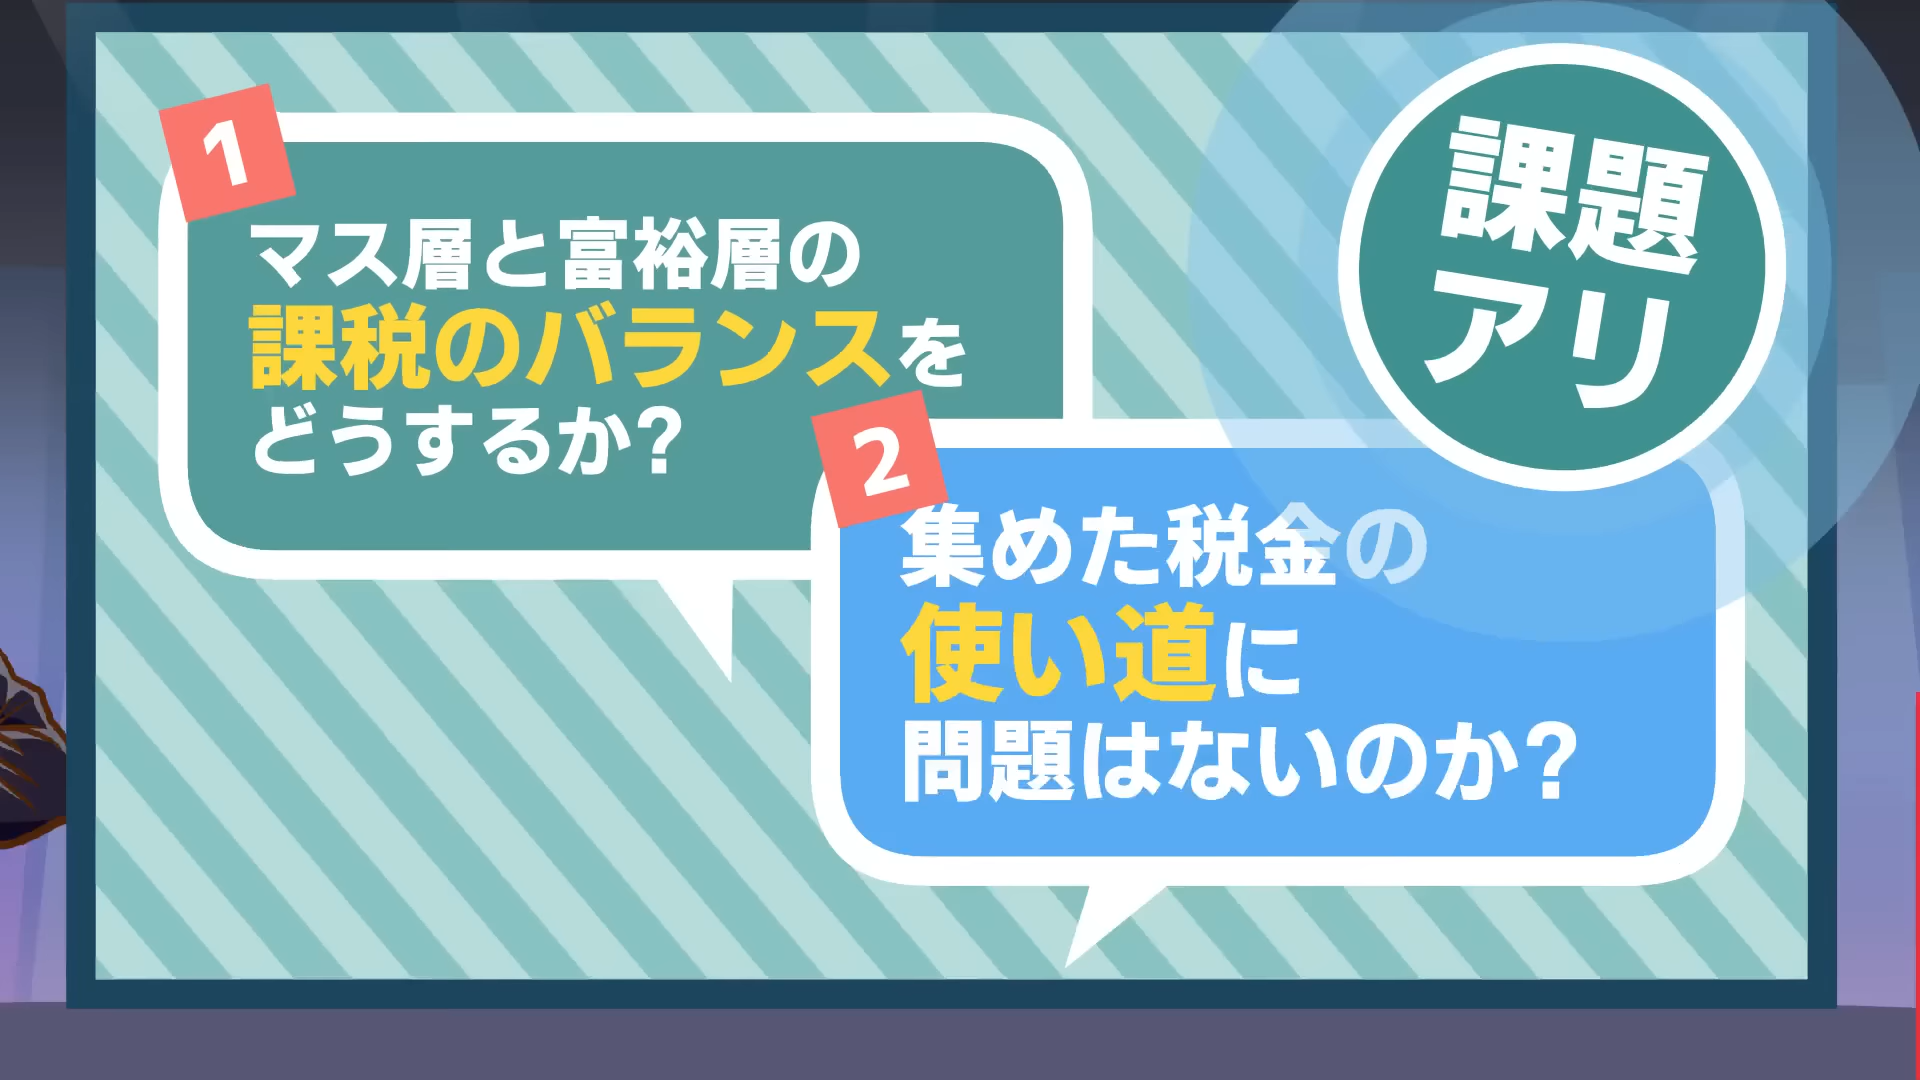 1
マス層と富裕層の
課税のバランスを
どうするか?
2
集めた税金の
使い道に
問題はないのか?
課題
アリ